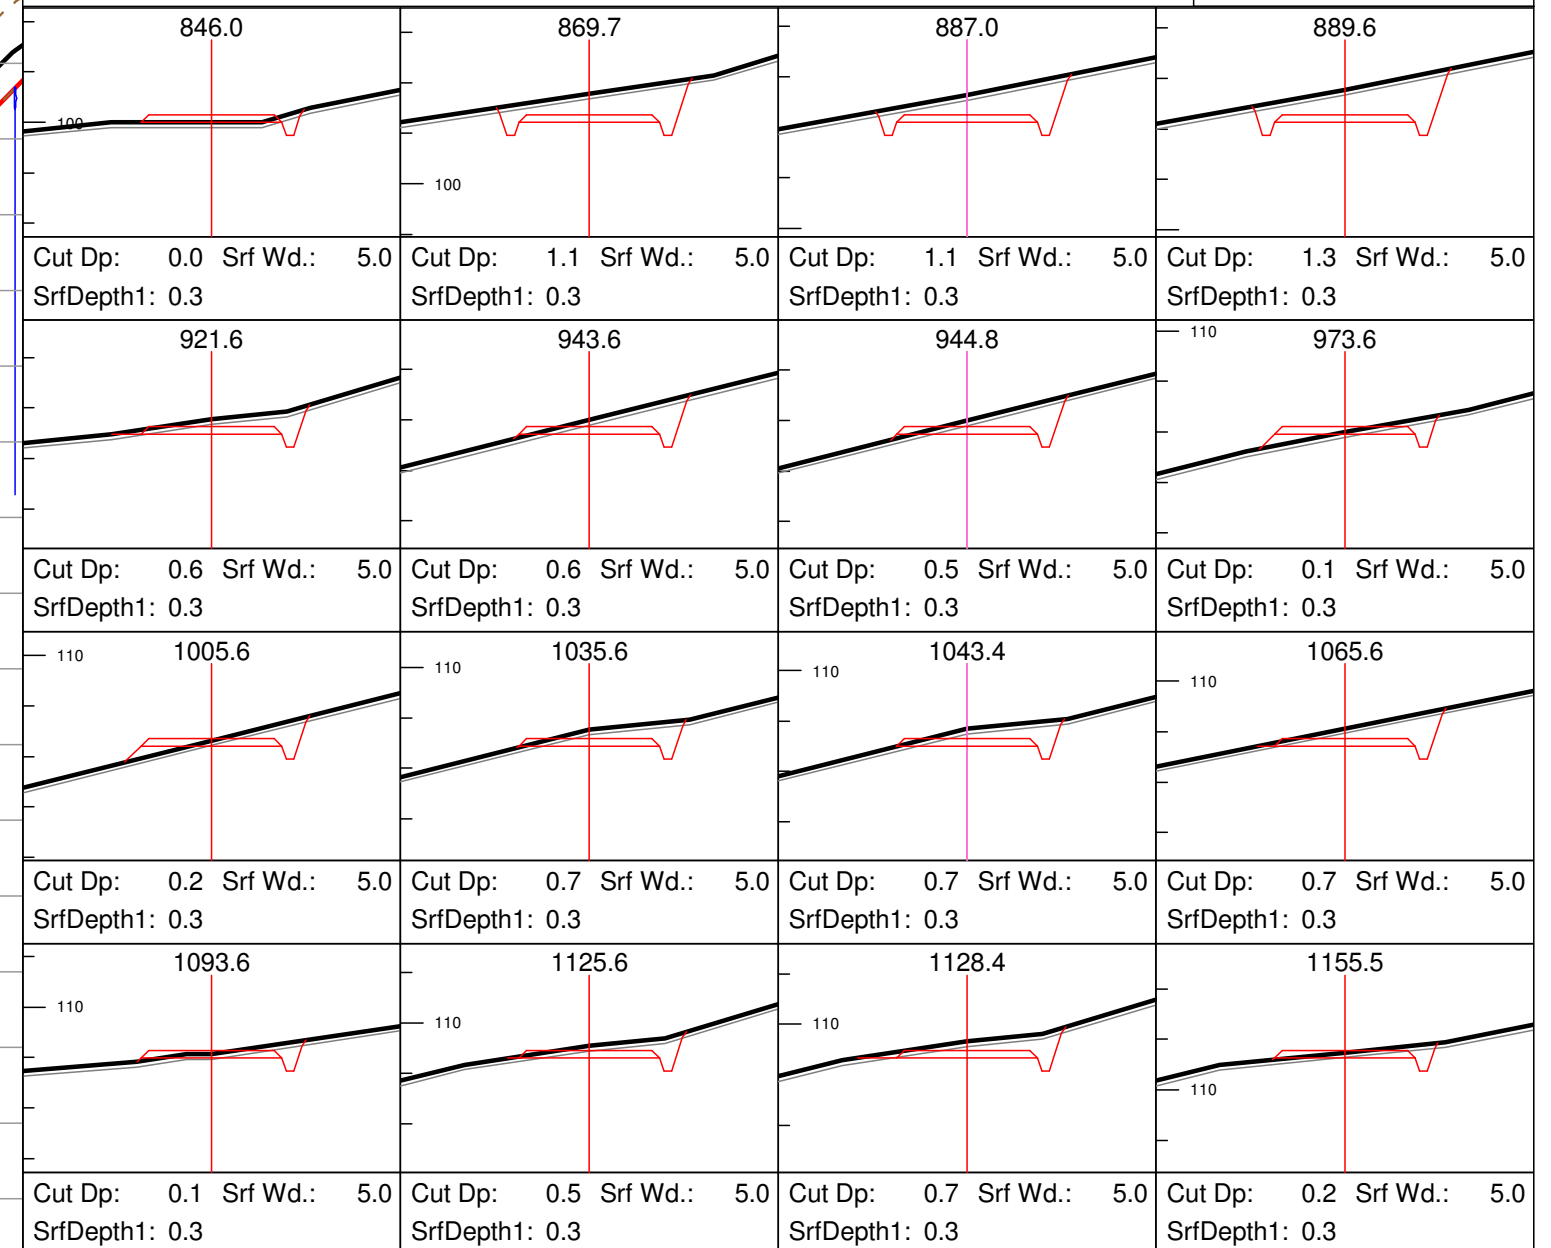 846.0 869.7 887.0 889.6
100
100
Cut Dp: 0.0 Srf Wd.: 5.0 Cut Dp: 1.1 Srf Wd.: 5.0 Cut Dp: 1.1 Srf Wd.: 5.0 Cut Dp: 1.3 Srf Wd.: 5.0
SrfDepth1: 0.3 SrfDepth1: 0.3 SrfDepth1: 0.3 SrfDepth1: 0.3
921.6 943.6 944.8 973.6
110
Cut Dp: 0.6 Srf Wd.: 5.0 Cut Dp: 0.6 Srf Wd.: 5.0 Cut Dp: 0.5 Srf Wd.: 5.0 Cut Dp: 0.1 Srf Wd.: 5.0
SrfDepth1: 0.3 SrfDepth1: 0.3 SrfDepth1: 0.3 SrfDepth1: 0.3
1005.6 1035.6 1043.4 1065.6
110 110 110 110
Cut Dp: 0.2 Srf Wd.: 5.0 Cut Dp: 0.7 Srf Wd.: 5.0 Cut Dp: 0.7 Srf Wd.: 5.0 Cut Dp: 0.7 Srf Wd.: 5.0
SrfDepth1: 0.3 SrfDepth1: 0.3 SrfDepth1: 0.3 SrfDepth1: 0.3
1093.6 1125.6 1128.4 1155.5
110 110 110 110
Cut Dp: 0.1 Srf Wd.: 5.0 Cut Dp: 0.5 Srf Wd.: 5.0 Cut Dp: 0.7 Srf Wd.: 5.0 Cut Dp: 0.2 Srf Wd.: 5.0
SrfDepth1: 0.3 SrfDepth1: 0.3 SrfDepth1: 0.3 SrfDepth1: 0.3